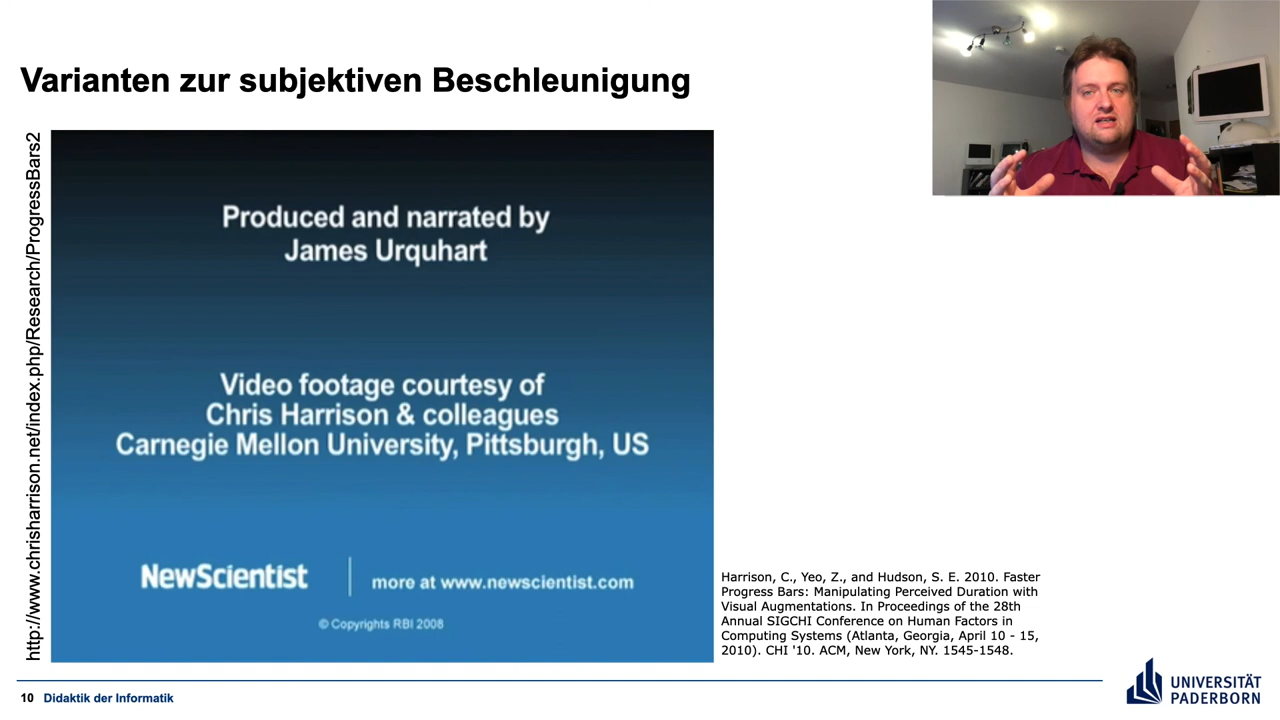 Varianten zur subjektiven Beschleunigung
http://www.chrisharrison.net/index.php/Research/ProgressBars2
Produced and narrated by
James Urquhart
Video footage courtesy of
Chris Harrison & colleagues
Carnegie Mellon University, Pittsburgh, US
NewScientist
more at www.newscientist.com
© Copyrights RBI 2008
Harrison, C., Yeo, Z., and Hudson, S. E. 2010. Faster
Progress Bars: Manipulating Perceived Duration with
Visual Augmentations. In Proceedings of the 28th
Annual SIGCHI Conference on Human Factors in
Computing Systems (Atlanta, Georgia, April 10 - 15,
2010). CHI '10. ACM, New York, NY. 1545-1548.
10 Didaktik der Informatik
UNIVERSITÄT
PADERBORN